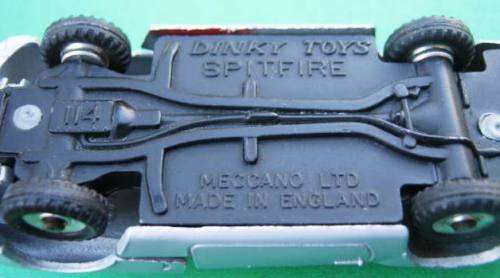 DINKY TOYS
SPITFIRE
114
MECCANO LTD
MADE IN ENGLAND